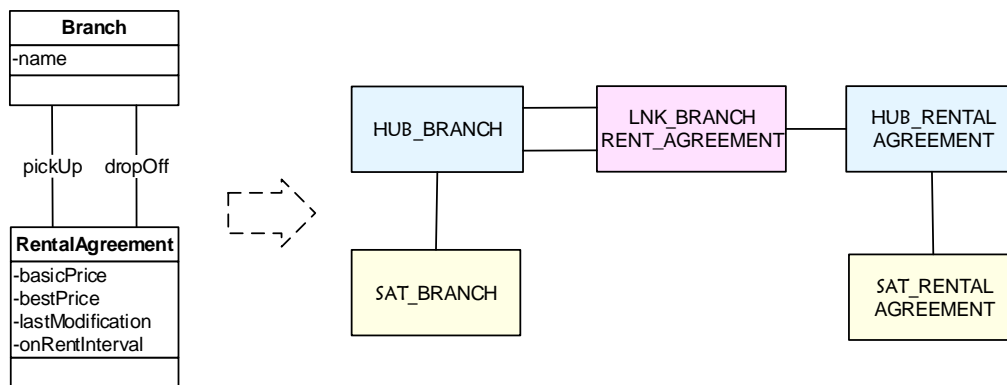 Branch
-name
pickUp dropOff
RentalAgreement
-basicPrice
-bestPrice
-lastModification
-onRentInterval
HUB_BRANCH
LNK_BRANCH
RENT_AGREEMENT
HUB_RENTAL
AGREEMENT
SAT_BRANCH
SAT_RENTAL
AGREEMENT